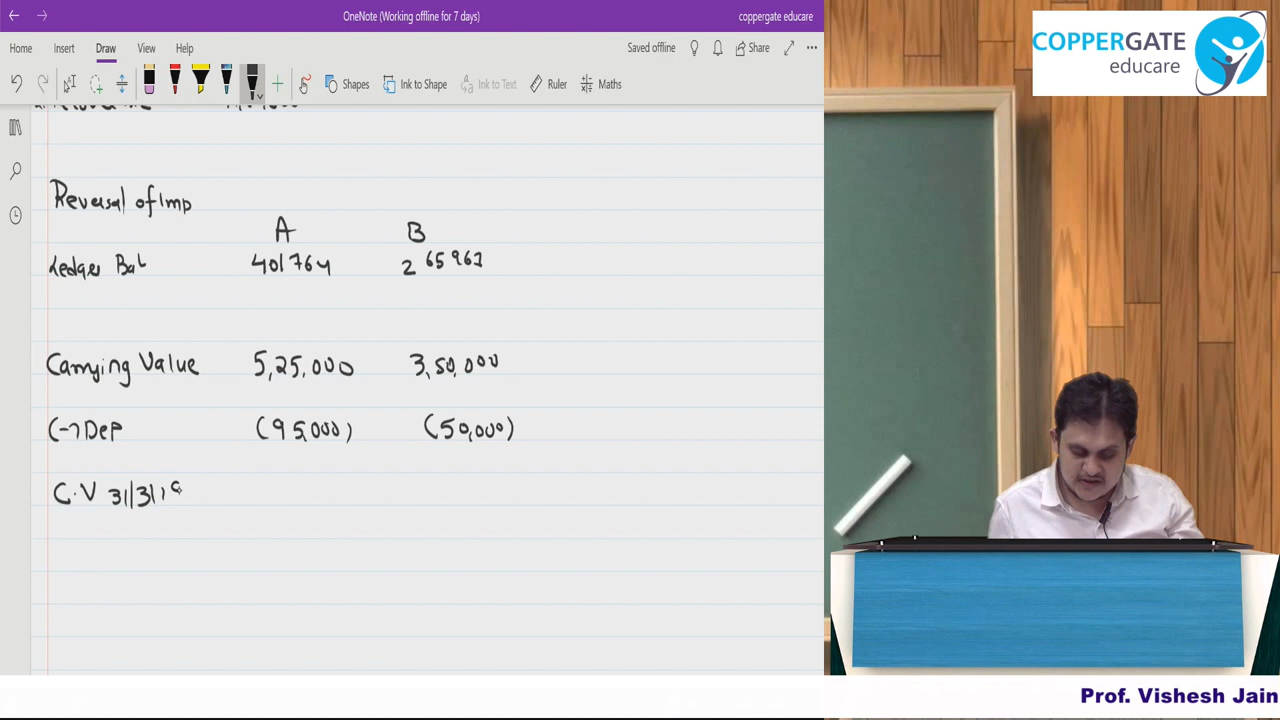 OneNote (Working offline for 7 days)
coppergate educare
Home Insert Draw View Help
Saved offline
Share
Shapes
Ink to Shape
Ink to Text
Ruler
Maths
COPPERGATE
educare
Reversal of Imp
A B
Ledger Bal 401764 265963
Carrying Value 5,25,000 3,50,000
(-) Dep (95,000) (50,000)
C.V 31/3/
Prof. Vishesh Jain